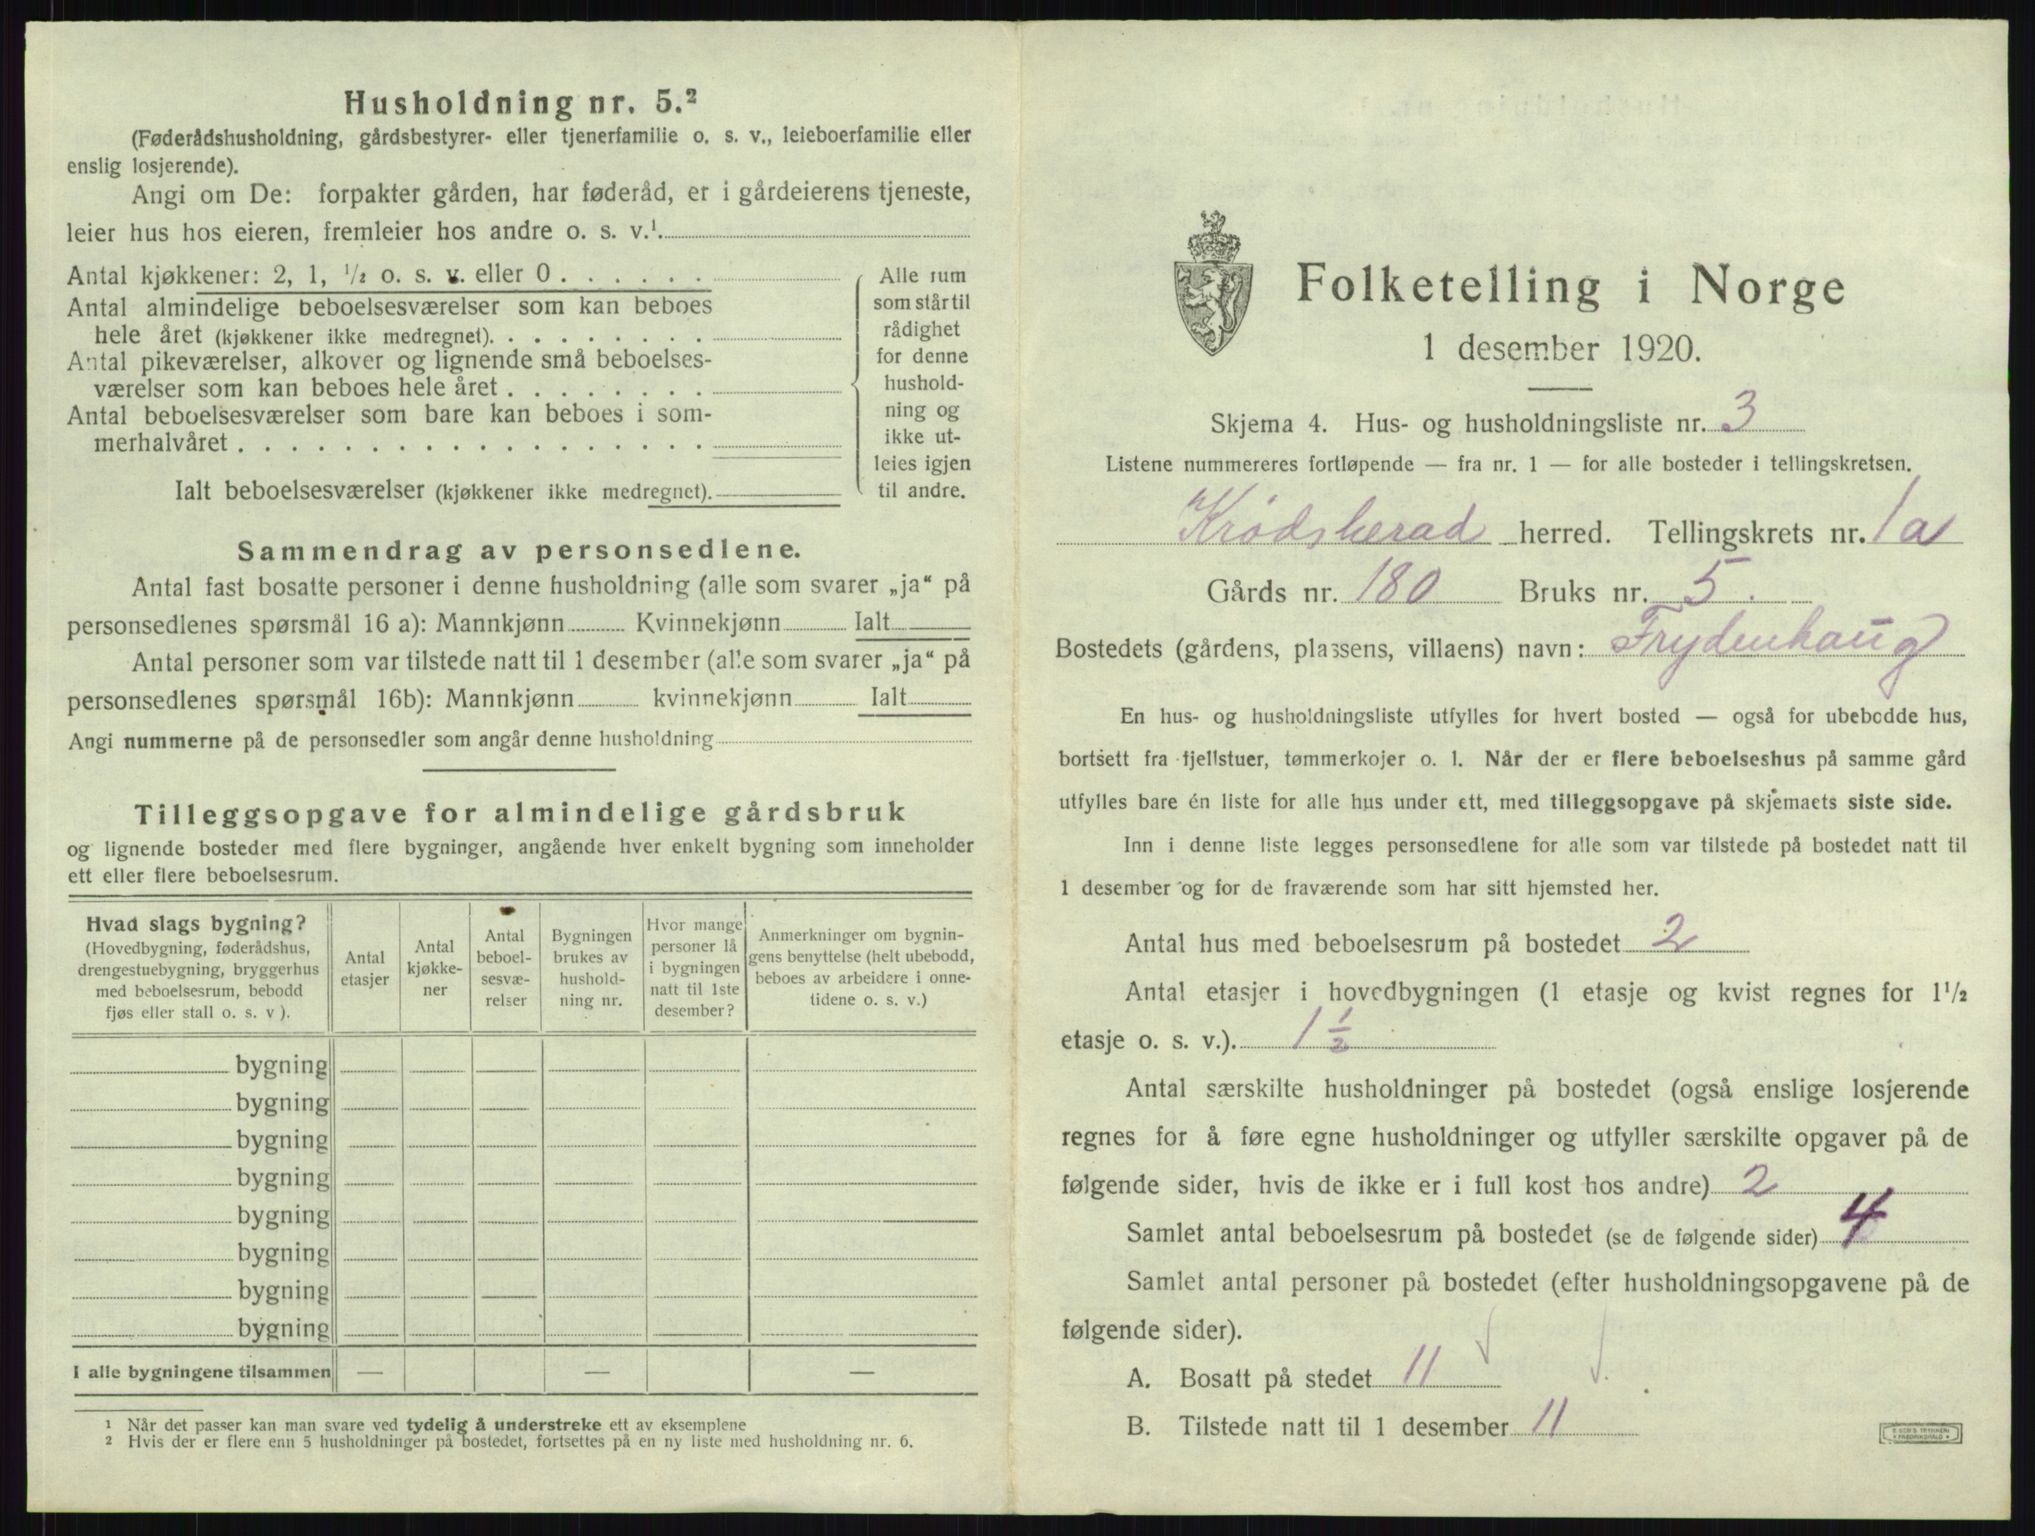 Husholdning nr. 5.²
(Føderådshusholdning, gårdsbestyrer- eller tjenerfamilie o. s. v., leieboerfamilie eller
enslig losjerende).
Angi om De: forpakter gården, har føderåd, er i gårdeierens tjeneste,
leier hus hos eieren, fremleier hos andre o. s. v.¹
Antal kjøkkener: 2, 1, ½ o. s. v. eller 0 . . . . . .
Antal almindelige beboelsesværelser som kan beboes
hele året (kjøkkener ikke medregnet). . . . . . . . .
Antal pikeværelser, alkover og lignende små beboelses-
værelser som kan beboes hele året . . . . . . . .
Antal beboelsesværelser som bare kan beboes i som-
merhalvåret . . . . . . . . . . . . . . . . . .
Ialt beboelsesværelser (kjøkkener ikke medregnet).
Alle rum
som står til
rådighet
for denne
hushold-
ning og
ikke ut-
leies igjen
til andre.
Sammendrag av personsedlene.
Antal fast bosatte personer i denne husholdning (alle som svarer „ja“ på
personsedlenes spørsmål 16 a): Mannkjønn Kvinnekjønn Ialt
Antal personer som var tilstede natt til 1 desember (alle som svarer „ja“ på
personsedlenes spørsmål 16b): Mannkjønn kvinnekjønn Ialt
Angi nummerne på de personsedler som angår denne husholdning
Tilleggsopgave for almindelige gårdsbruk
og lignende bosteder med flere bygninger, angående hver enkelt bygning som inneholder
ett eller flere beboelsesrum.
Hvad slags bygning?
(Hovedbygning, føderådshus,
drengestuebygning, bryggerhus
med beboelsesrum, bebodd
fjøs eller stall o. s. v ).
Antal
etasjer
Antal
kjøkke-
ner
Antal
beboel-
sesvæ-
relser
Bygningen
brukes av
hushold-
ning nr.
Hvor mange
personer lå
i bygningen
natt til 1ste
desember?
Anmerkninger om bygnin-
gens benyttelse (helt ubebodd,
beboes av arbeidere i onne-
tidene o. s. v.)
bygning
bygning
bygning
bygning
bygning
bygning
bygning
bygning
I alle bygningene tilsammen — — —
¹ Når det passer kan man svare ved tydelig å understreke ett av eksemplene
² Hvis der er flere enn 5 husholdninger på bostedet, fortsettes på en ny liste med husholdning nr. 6.
Folketelling i Norge
1 desember 1920.
Skjema 4. Hus- og husholdningsliste nr. 3
Listene nummereres fortløpende — fra nr. 1 — for alle bosteder i tellingskretsen.
Krødsherad herred. Tellingskrets nr. 1a
Gårds nr. 180 Bruks nr. 5.
Bostedets (gårdens, plassens, villaens) navn: Frydenhaug
En hus- og husholdningsliste utfylles for hvert bosted — også for ubebodde hus,
bortsett fra fjellstuer, tømmerkojer o. l. Når der er flere beboelseshus på samme gård
utfylles bare én liste for alle hus under ett, med tilleggsopgave på skjemaets siste side.
Inn i denne liste legges personsedlene for alle som var tilstede på bostedet natt til
1 desember og for de fraværende som har sitt hjemsted her.
Antal hus med beboelsesrum på bostedet 2
Antal etasjer i hovedbygningen (1 etasje og kvist regnes for 1½
etasje o. s. v.). 1½
Antal særskilte husholdninger på bostedet (også enslige losjerende
regnes for å føre egne husholdninger og utfyller særskilte opgaver på de
følgende sider, hvis de ikke er i full kost hos andre) 2
Samlet antal beboelsesrum på bostedet (se de følgende sider) 4
Samlet antal personer på bostedet (efter husholdningsopgavene på de
følgende sider).
A. Bosatt på stedet 11
B. Tilstede natt til 1 desember 11